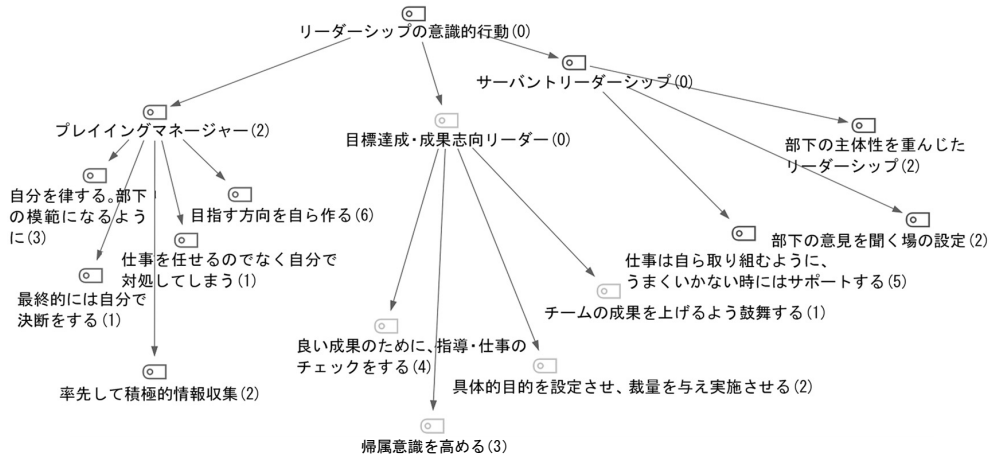 リーダーシップの意識的行動(0)
サーバントリーダーシップ(0)
プレイイングマネージャー(2)
目標達成・成果志向リーダー(0)
部下の主体性を重んじた
リーダーシップ(2)
自分を律する。部下
の模範になるよう
に(3)
目指す方向を自ら作る(6)
仕事を任せるのでなく自分で
対処してしまう(1)
最終的には自分で
決断をする(1)
率先して積極的情報収集(2)
部下の意見を聞く場の設定(2)
仕事は自ら取り組むように、
うまくいかない時にはサポートする(5)
チームの成果を上げるよう鼓舞する(1)
良い成果のために、指導・仕事の
チェックをする(4)
具体的目的を設定させ、裁量を与え実施させる(2)
帰属意識を高める(3)